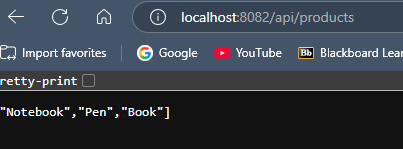 localhost:8082/api/products
Import favorites Google YouTube Bb Blackboard Lear
retty-print
"Notebook","Pen","Book"]